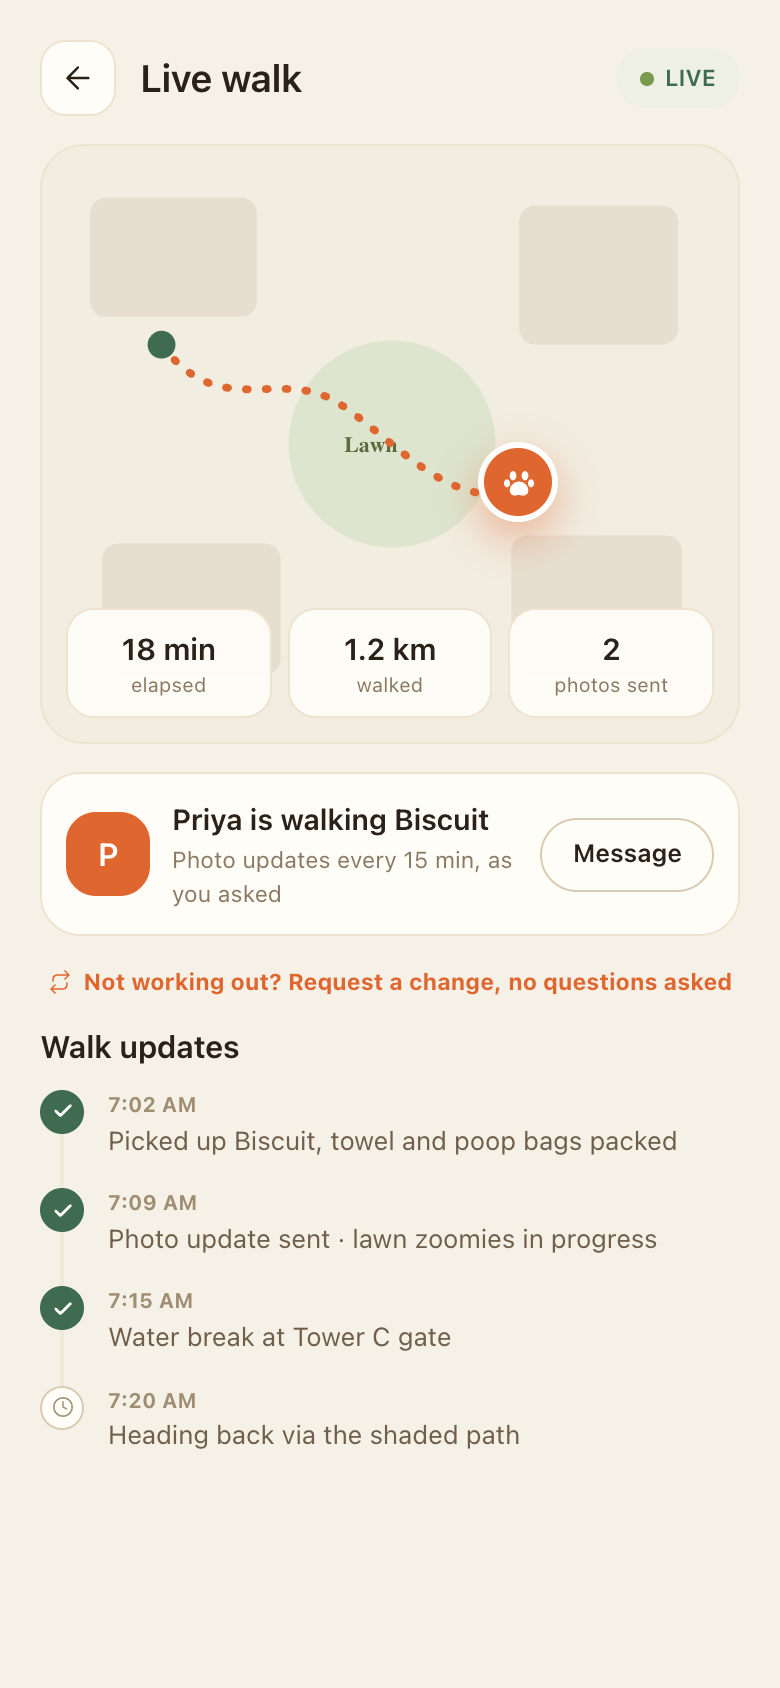 Live walk
LIVE
Lawn
18 min
elapsed
1.2 km
walked
2
photos sent
P
Priya is walking Biscuit
Photo updates every 15 min, as
you asked
Message
Not working out? Request a change, no questions asked
Walk updates
7:02 AM
Picked up Biscuit, towel and poop bags packed
7:09 AM
Photo update sent · lawn zoomies in progress
7:15 AM
Water break at Tower C gate
7:20 AM
Heading back via the shaded path